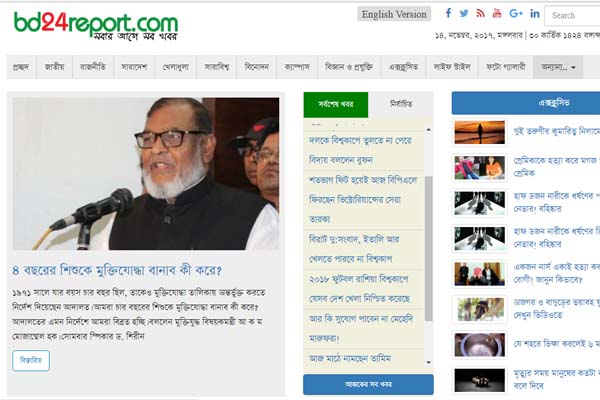 bd24report.com
সবার আগে সব খবর
English Version
Search
১৪, নভেম্বর, ২০১৭, মঙ্গলবার | ৩০ কার্তিক ১৪২৪ বঙ্গাব্দ
প্রচ্ছদ জাতীয় রাজনীতি সারাদেশ খেলাধুলা সারাবিশ্ব বিনোদন ক্যাম্পাস বিজ্ঞান ও প্রযুক্তি এক্সক্লুসিভ লাইফ স্টাইল ফটো গ্যালারী অন্যান্য..
৪ বছরের শিশুকে মুক্তিযোদ্ধা বানাব কী করে?
১৯৭১ সালে যার বয়স চার বছর ছিল, তাকেও মুক্তিযোদ্ধা তালিকায় অন্তর্ভুক্ত করতে
নির্দেশ দিয়েছেন আদালত।আমরা চার বছরের শিশুকে মুক্তিযোদ্ধা বানাব কী করে?
আদালতের এমন নির্দেশে আমরা বিব্রত হচ্ছি।বললেন মুক্তিযুদ্ধ বিষয়কমন্ত্রী আ ক ম
মোজাম্মেল হক।সোমবার স্পিকার ড. শিরীন
বিস্তারিত
সর্বশেষ খবর নির্বাচিত
দলকে বিশ্বকাপে তুলতে না পেরে
বিদায় বললেন বুফন
শতভাগ ফিট হয়েই আজ বিপিএলে
ফিরছেন ভিক্টোরিয়ান্সের সেরা
তারকা
বিরাট দু:সংবাদ, ইতালি আর
খেলতে পারবে না বিশ্বকাপ
২০১৮ ফুটবল রাশিয়া বিশ্বকাপে
যেসব দেশ খেলা নিশ্চিত করেছে
আর কি সুযোগ পাবেন না মেহেদি
মারুফরা!
আজ মাঠে নামছেন তামিম
আজকের সব খবর
এক্সক্লুসিভ
দুই তরুণীর কুমারিত্ব নিলামে
প্রেমিকাকে হত্যা করে মগজ
প্রেমিক
হাফ ডজন নারীকে ধর্ষণের
নেতার! বহিষ্কার
হাফ ডজন নারীকে ধর্ষণের
নেতার! বহিষ্কার
একজন নার্স একাই হত্যা কর
রোগী! জানুন কিভাবে?
অজগর ও বাদুড়ের ভয়াবহ
দেখুন ভিডিওতে
যে শহরে ভিক্ষা করলেই ৬ ম
মৃত্যুর সময় মানুষের কতটা
বলে দিবে